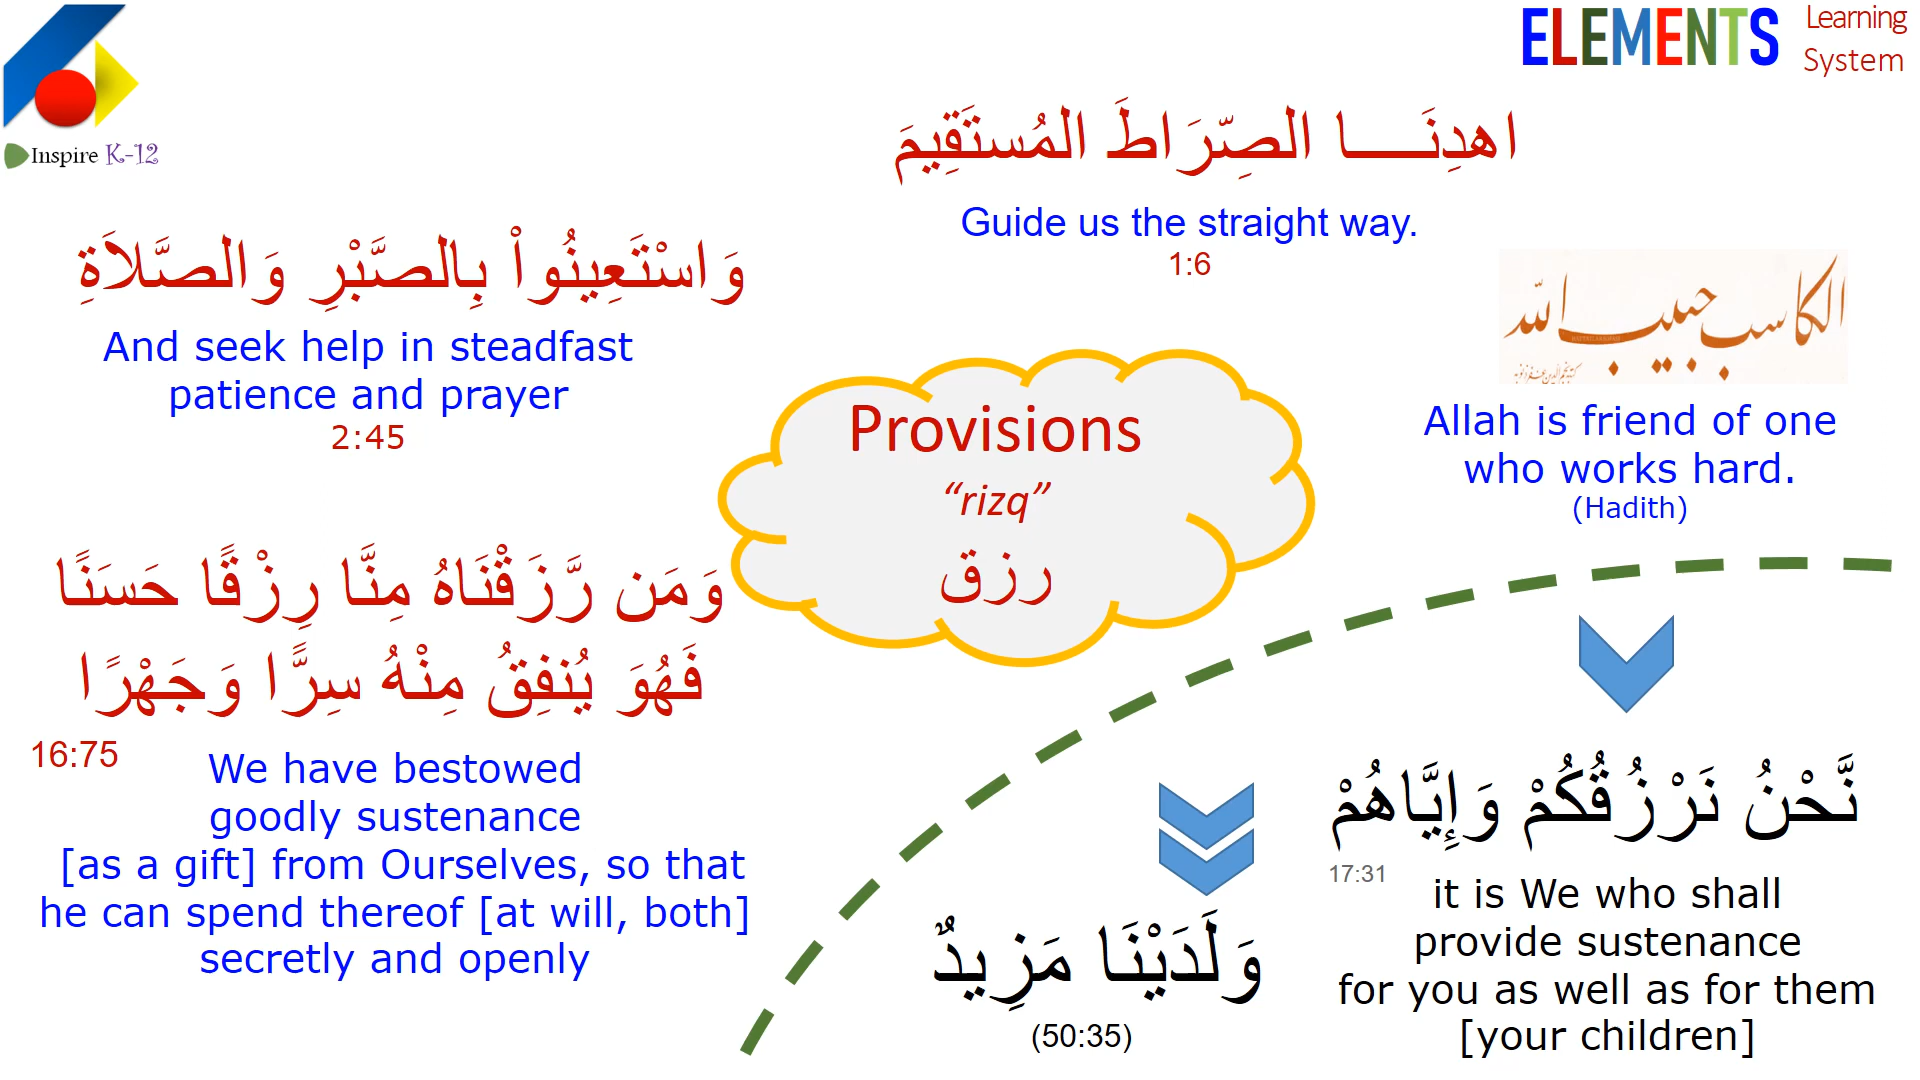 Inspire K-12
ELEMENTS Learning System
اهدِنَـــــا الصِّرَاطَ المُستَقِيمَ
Guide us the straight way.
1:6
وَاسْتَعِينُواْ بِالصَّبْرِ وَالصَّلاَةِ
And seek help in steadfast
patience and prayer
2:45
الكاسب حبيب الله
Allah is friend of one
who works hard.
(Hadith)
Provisions
“rizq”
رزق
وَمَن رَّزَقْنَاهُ مِنَّا رِزْقًا حَسَنًا
فَهُوَ يُنفِقُ مِنْهُ سِرًّا وَجَهْرًا
16:75
We have bestowed
goodly sustenance
[as a gift] from Ourselves, so that
he can spend thereof [at will, both]
secretly and openly
نَّحْنُ نَرْزُقُكُمْ وَإِيَّاهُمْ
17:31
it is We who shall
provide sustenance
for you as well as for them
[your children]
وَلَدَيْنَا مَزِيدٌ
(50:35)